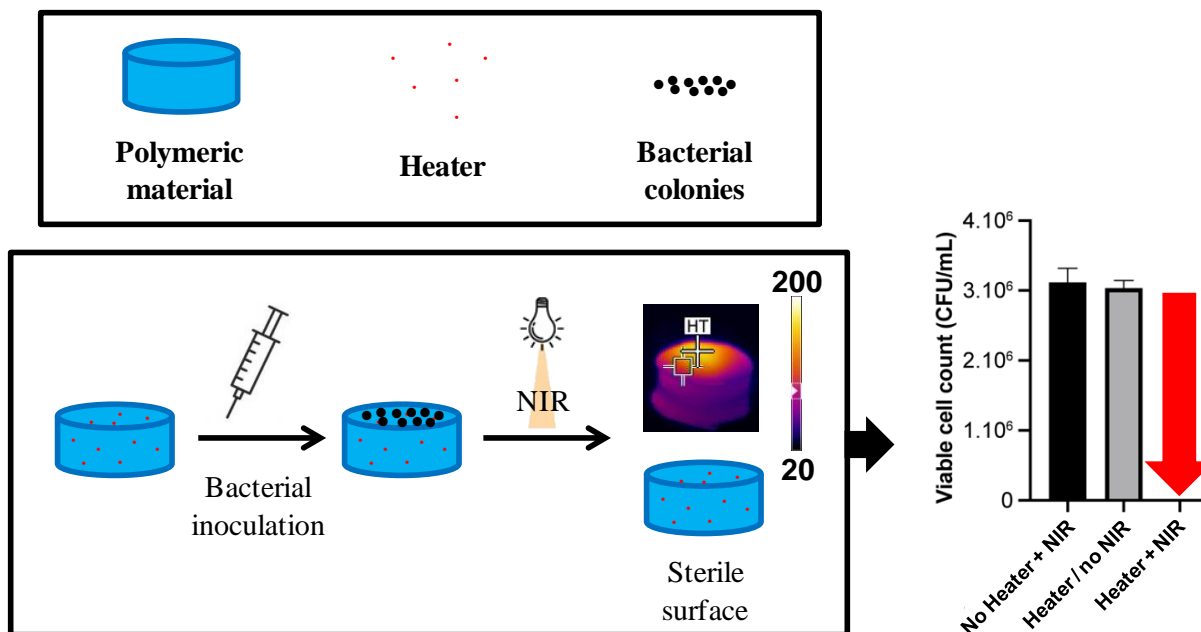 Polymeric
material
Heater
Bacterial
colonies
Bacterial
inoculation
NIR
HT
200
20
Sterile
surface
Viable cell count (CFU/mL)
4.10⁶
3.10⁶
2.10⁶
1.10⁶
0
No Heater + NIR
Heater / no NIR
Heater + NIR